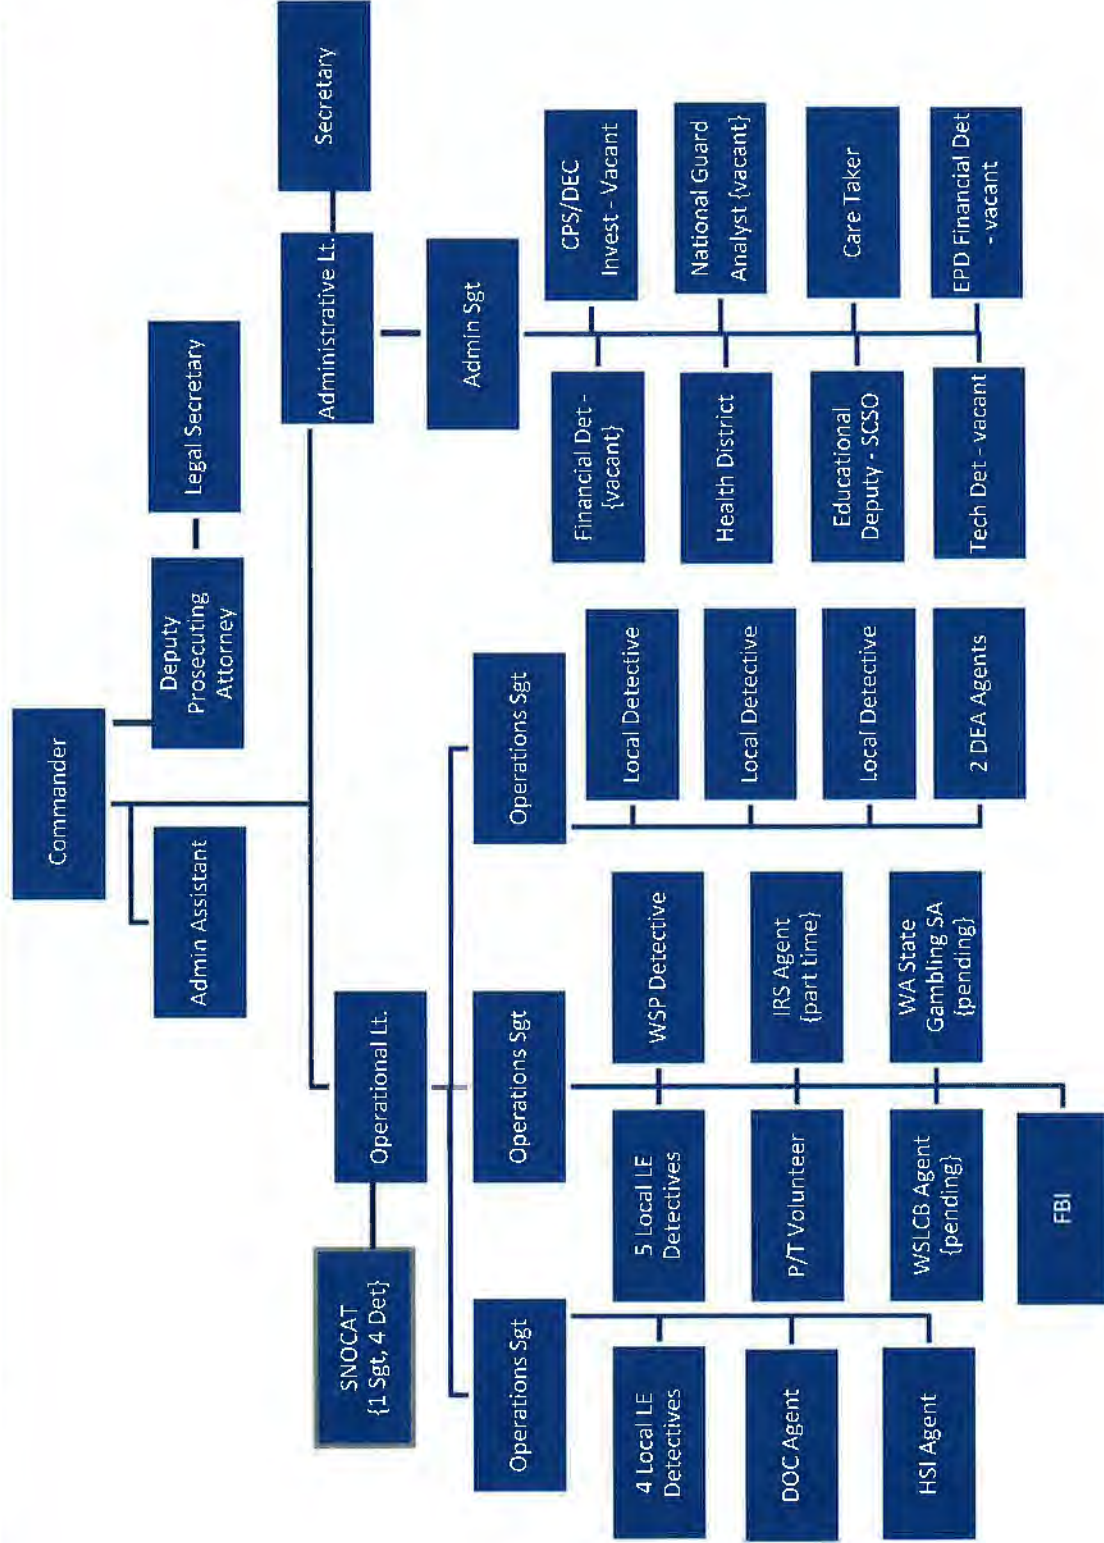 Commander
Admin Assistant
Deputy
Prosecuting
Attorney
Legal Secretary
SNOCAT
{1 Sgt, 4 Det}
Operational Lt.
Administrative Lt.
Secretary
Operations Sgt
4 Local LE
Detectives
DOC Agent
HSI Agent
Operations Sgt
5 Local LE
Detectives
WSP Detective
P/T Volunteer
IRS Agent
{part time}
WSLCB Agent
{pending}
WA State
Gambling SA
{pending}
FBI
Operations Sgt
Local Detective
Local Detective
Local Detective
2 DEA Agents
Admin Sgt
Financial Det -
{vacant}
CPS/DEC
Invest - Vacant
Health District
National Guard
Analyst {vacant}
Educational
Deputy - SCSO
Care Taker
Tech Det - vacant
EPD Financial Det
- vacant